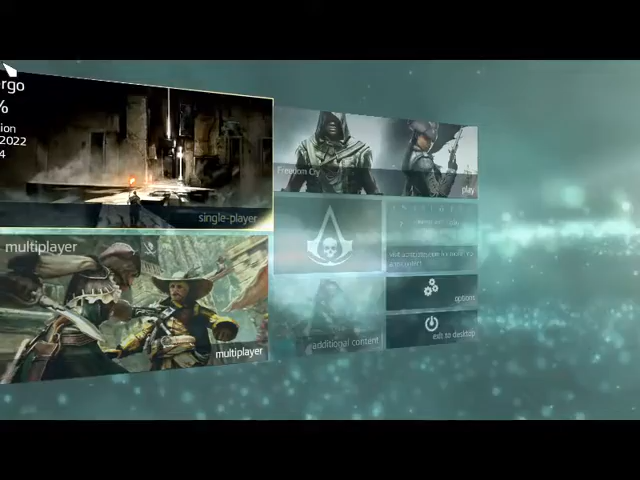 rgo
%
ion
2022
4
single-player
multiplayer
multiplayer
Freedom Cry
play
additional content
options
exit to desktop